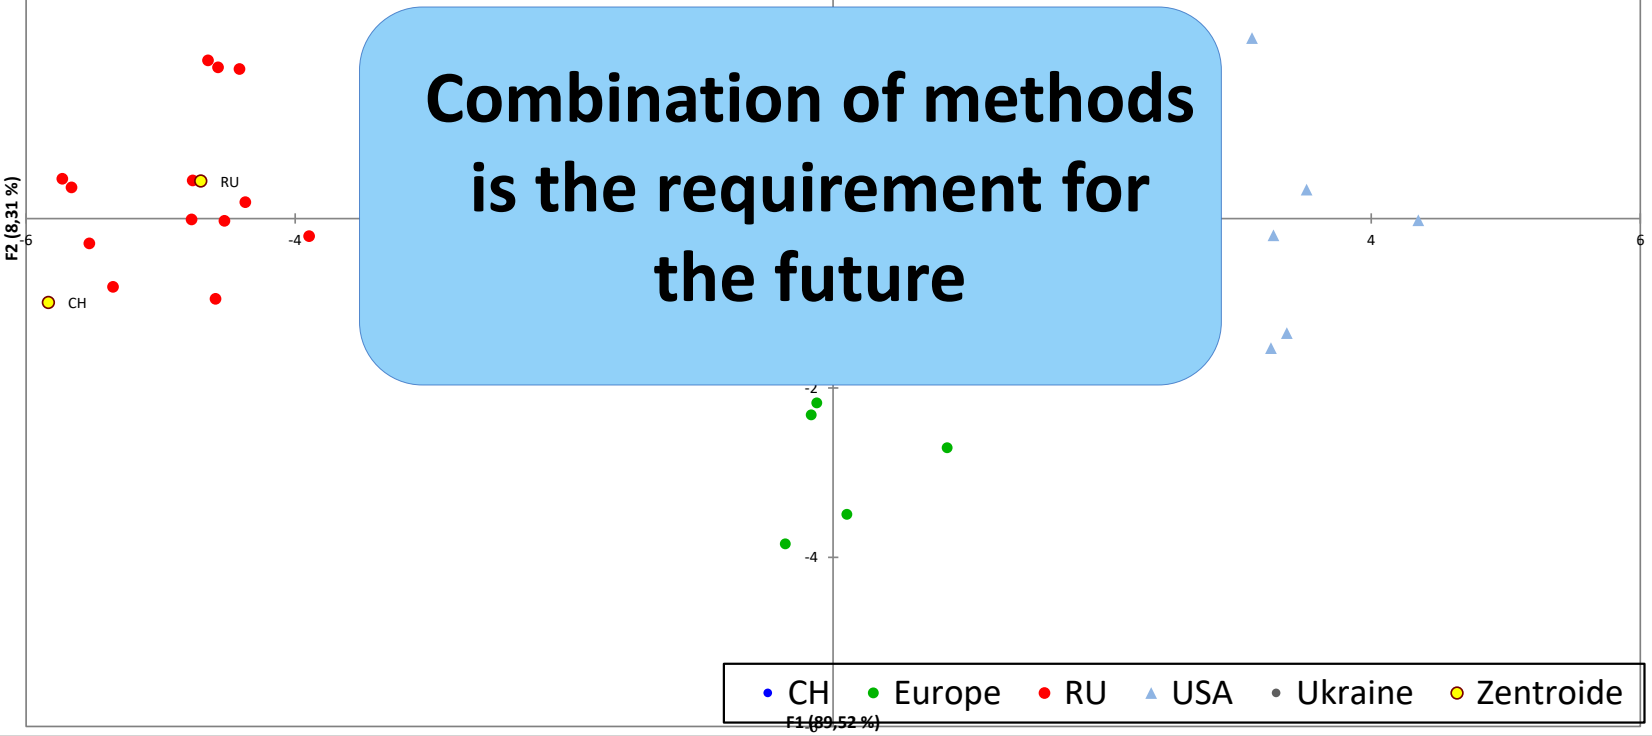 Combination of methods
is the requirement for
the future
F2 (8,31 %)
RU
CH
-6
-4
4
6
-2
-4
-6
CH Europe RU USA Ukraine Zentroide
F1 (89,52 %)